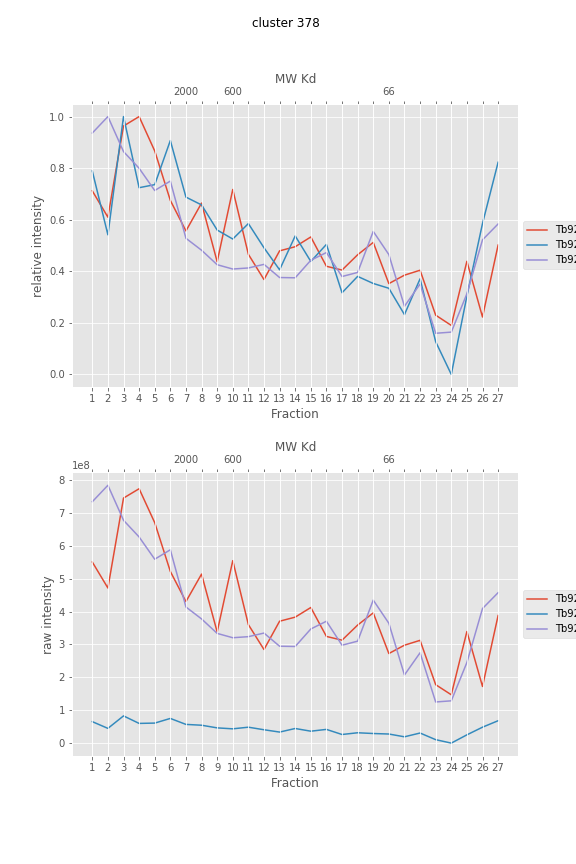 cluster 378
MW Kd
2000 600 66
1.0
0.8
0.6
0.4
0.2
0.0
relative intensity
Tb92
Tb92
Tb92
1 2 3 4 5 6 7 8 9 10 11 12 13 14 15 16 17 18 19 20 21 22 23 24 25 26 27
Fraction
MW Kd
2000 600 66
1e8
8
7
6
5
4
3
2
1
0
raw intensity
Tb92
Tb92
Tb92
1 2 3 4 5 6 7 8 9 10 11 12 13 14 15 16 17 18 19 20 21 22 23 24 25 26 27
Fraction